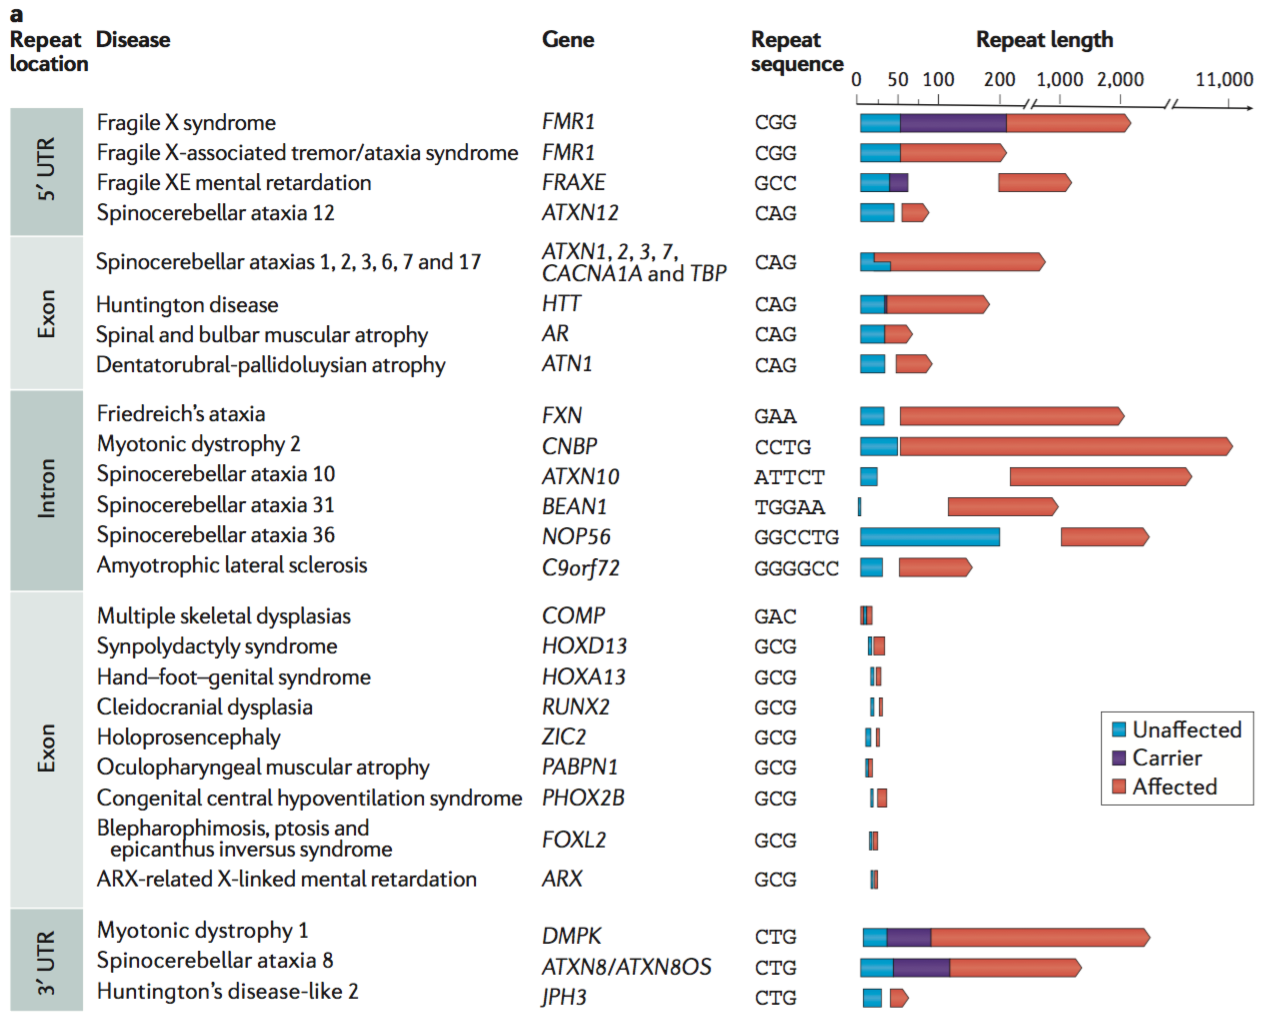 a
Repeat location Disease Gene Repeat sequence Repeat length
0 50 100 200 1,000 2,000 11,000
5′ UTR
Fragile X syndrome FMR1 CGG
Fragile X-associated tremor/ataxia syndrome FMR1 CGG
Fragile XE mental retardation FRAXE GCC
Spinocerebellar ataxia 12 ATXN12 CAG
Exon
Spinocerebellar ataxias 1, 2, 3, 6, 7 and 17 ATXN1, 2, 3, 7, CACNA1A and TBP CAG
Huntington disease HTT CAG
Spinal and bulbar muscular atrophy AR CAG
Dentatorubral-pallidoluysian atrophy ATN1 CAG
Intron
Friedreich’s ataxia FXN GAA
Myotonic dystrophy 2 CNBP CCTG
Spinocerebellar ataxia 10 ATXN10 ATTCT
Spinocerebellar ataxia 31 BEAN1 TGGAA
Spinocerebellar ataxia 36 NOP56 GGCCTG
Amyotrophic lateral sclerosis C9orf72 GGGGCC
Exon
Multiple skeletal dysplasias COMP GAC
Synpolydactyly syndrome HOXD13 GCG
Hand–foot–genital syndrome HOXA13 GCG
Cleidocranial dysplasia RUNX2 GCG
Holoprosencephaly ZIC2 GCG
Oculopharyngeal muscular atrophy PABPN1 GCG
Congenital central hypoventilation syndrome PHOX2B GCG
Blepharophimosis, ptosis and
epicanthus inversus syndrome FOXL2 GCG
ARX-related X-linked mental retardation ARX GCG
3′ UTR
Myotonic dystrophy 1 DMPK CTG
Spinocerebellar ataxia 8 ATXN8/ATXN8OS CTG
Huntington’s disease-like 2 JPH3 CTG
Unaffected
Carrier
Affected